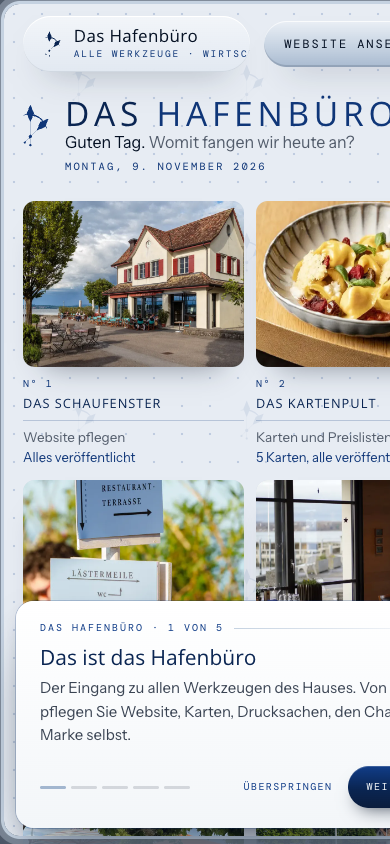 Das Hafenbüro
ALLE WERKZEUGE · WIRTSC
WEBSITE ANSE
DAS HAFENBÜRO
Guten Tag. Womit fangen wir heute an?
MONTAG, 9. NOVEMBER 2026
N° 1
DAS SCHAUFENSTER
Website pflegen
Alles veröffentlicht
N° 2
DAS KARTENPULT
Karten und Preislisten
5 Karten, alle veröffent
RESTAURANT-
TERRASSE
LÄSTERMEILE
WC
DAS HAFENBÜRO · 1 VON 5
Das ist das Hafenbüro
Der Eingang zu allen Werkzeugen des Hauses. Von
pflegen Sie Website, Karten, Drucksachen, den Cha
Marke selbst.
ÜBERSPRINGEN
WEI